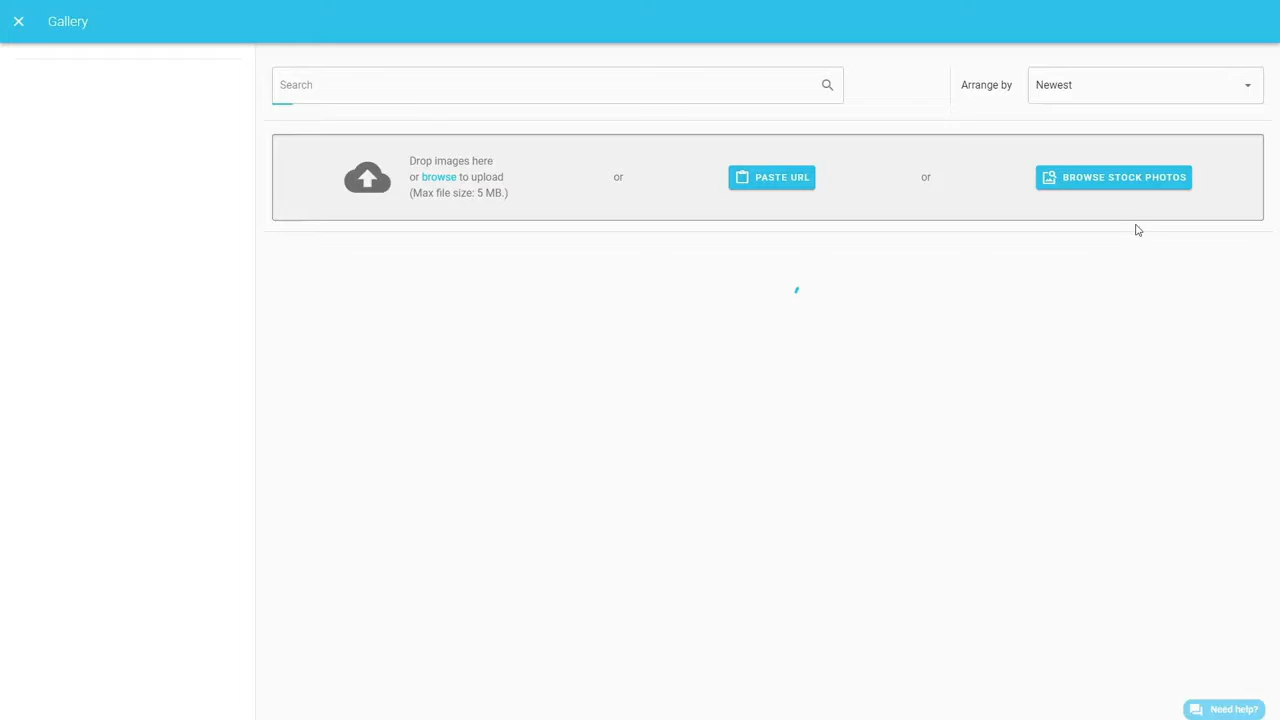 Gallery
Search
Arrange by
Newest
Drop images here
or browse to upload
(Max file size: 5 MB.)
or
PASTE URL
or
BROWSE STOCK PHOTOS
Need help?